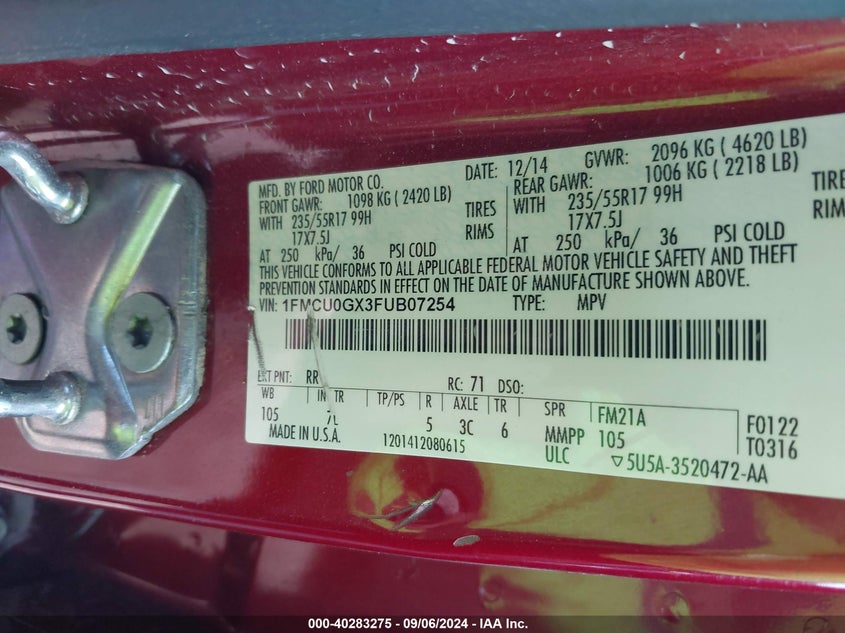 MFD. BY FORD MOTOR CO. DATE: 12/14 GVWR: 2096 KG ( 4620 LB)
FRONT GAWR: 1098 KG ( 2420 LB) REAR GAWR: 1006 KG ( 2218 LB)
WITH 235/55R17 99H TIRES WITH 235/55R17 99H TIRE
17X7.5J RIMS 17X7.5J RIM
AT 250 kPa/ 36 PSI COLD AT 250 kPa/ 36 PSI COLD
THIS VEHICLE CONFORMS TO ALL APPLICABLE FEDERAL MOTOR VEHICLE SAFETY AND THEFT
PREVENTION STANDARDS IN EFFECT ON THE DATE OF MANUFACTURE SHOWN ABOVE.
VIN: 1FMCU0GX3FUB07254 TYPE: MPV
EXT PNT: RR RC: 71 DSO:
WB INT TR TP/PS R AXLE TR SPR FM21A F0122
105 7L 5 3C 6 MMPP 105 T0316
MADE IN U.S.A. 1201412080615 ULC ▽5U5A-3520472-AA
000-40283275 - 09/06/2024 - IAA Inc.